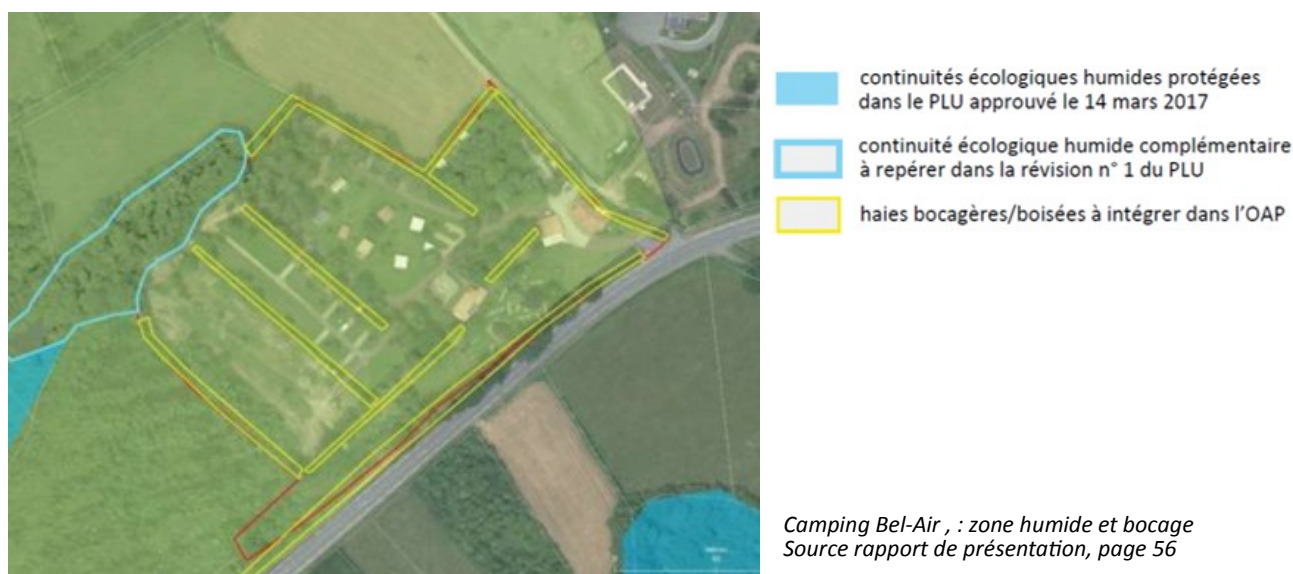 continuités écologiques humides protégées
dans le PLU approuvé le 14 mars 2017
continuité écologique humide complémentaire
à repérer dans la révision n° 1 du PLU
haies bocagères/boisées à intégrer dans l'OAP
Camping Bel-Air , : zone humide et bocage
Source rapport de présentation, page 56